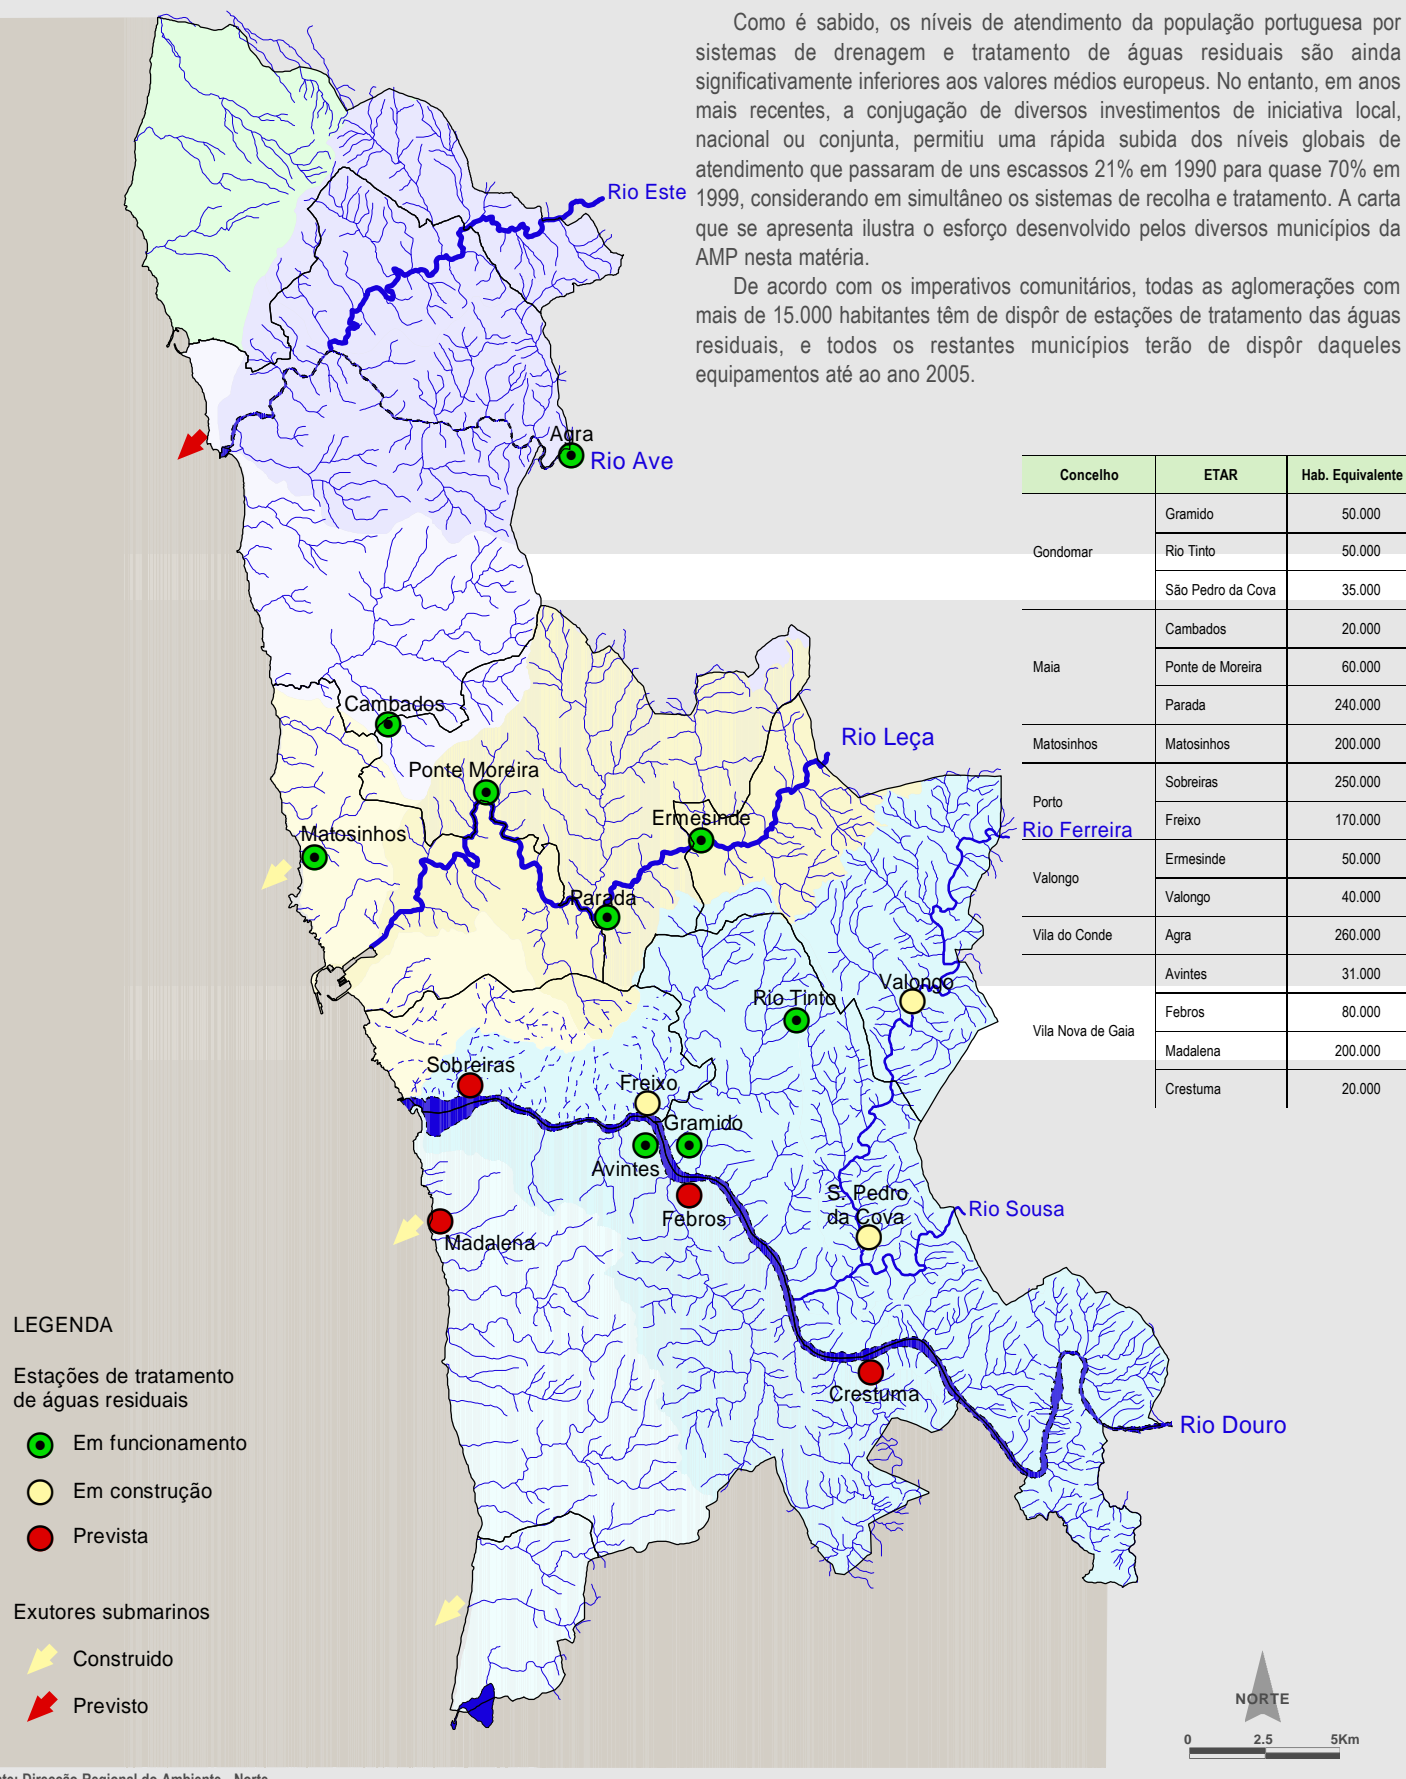 Como é sabido, os níveis de atendimento da população portuguesa por
sistemas de drenagem e tratamento de águas residuais são ainda
significativamente inferiores aos valores médios europeus. No entanto, em anos
mais recentes, a conjugação de diversos investimentos de iniciativa local,
nacional ou conjunta, permitiu uma rápida subida dos níveis globais de
atendimento que passaram de uns escassos 21% em 1990 para quase 70% em
1999, considerando em simultâneo os sistemas de recolha e tratamento. A carta
que se apresenta ilustra o esforço desenvolvido pelos diversos municípios da
AMP nesta matéria.
De acordo com os imperativos comunitários, todas as aglomerações com
mais de 15.000 habitantes têm de dispôr de estações de tratamento das águas
residuais, e todos os restantes municípios terão de dispôr daqueles
equipamentos até ao ano 2005.
Rio Este
Agra
Rio Ave
Concelho ETAR Hab. Equivalente
Gramido 50.000
Gondomar Rio Tinto 50.000
São Pedro da Cova 35.000
Cambados 20.000
Maia Ponte de Moreira 60.000
Parada 240.000
Matosinhos Matosinhos 200.000
Porto Sobreiras 250.000
Freixo 170.000
Valongo Ermesinde 50.000
Valongo 40.000
Vila do Conde Agra 260.000
Avintes 31.000
Vila Nova de Gaia Febros 80.000
Madalena 200.000
Crestuma 20.000
Cambados
Rio Leça
Ponte Moreira
Ermesinde
Rio Ferreira
Matosinhos
Parada
Valongo
Rio Tinto
Sobreiras
Freixo
Gramido
Avintes
S. Pedro
da Cova
Rio Sousa
Febros
Madalena
Crestuma
Rio Douro
LEGENDA
Estações de tratamento
de águas residuais
Em funcionamento
Em construção
Prevista
Exutores submarinos
Construido
Previsto
NORTE
0 2.5 5Km
Direcção Regional do Ambiente - Norte